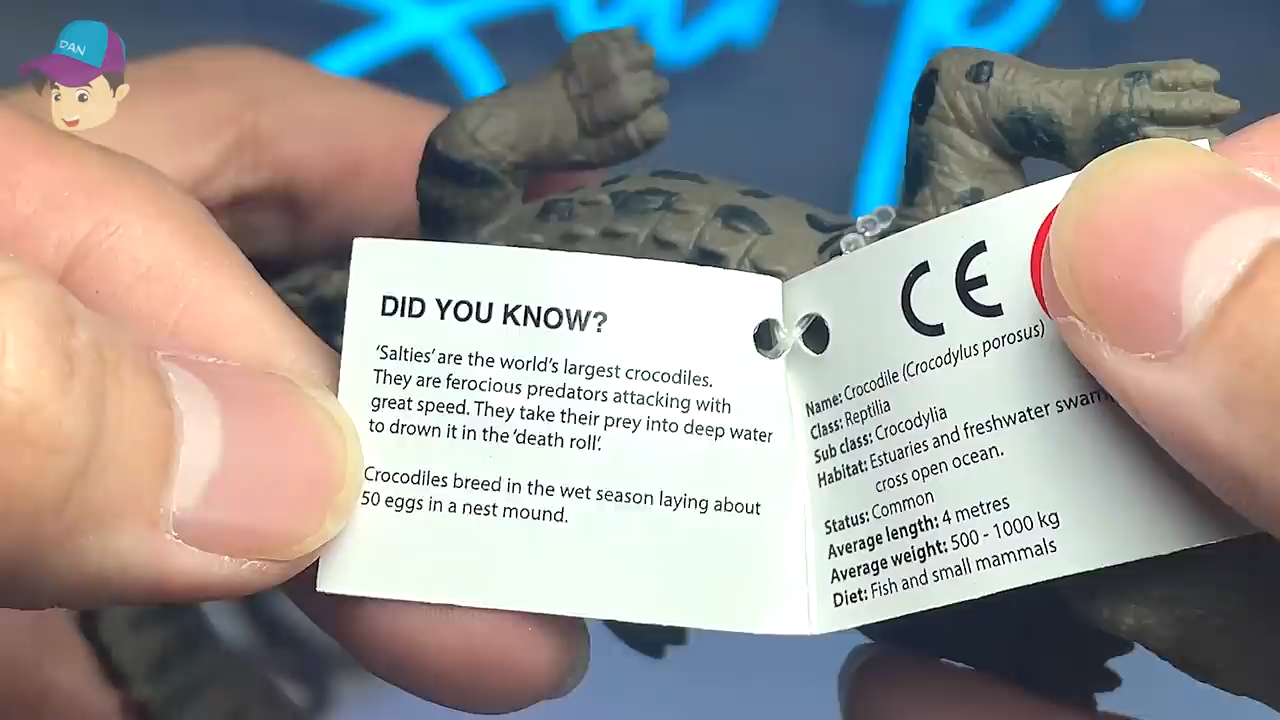 DAN
DID YOU KNOW?
'Salties' are the world's largest crocodiles.
They are ferocious predators attacking with
great speed. They take their prey into deep water
to drown it in the 'death roll'.
Crocodiles breed in the wet season laying about
50 eggs in a nest mound.
CE
Name: Crocodile (Crocodylus porosus)
Class: Reptilia
Sub class: Crocodylia
Habitat: Estuaries and freshwater
cross open ocean.
Status: Common
Average length: 4 metres
Average weight: 500 - 1000 kg
Diet: Fish and small mammals